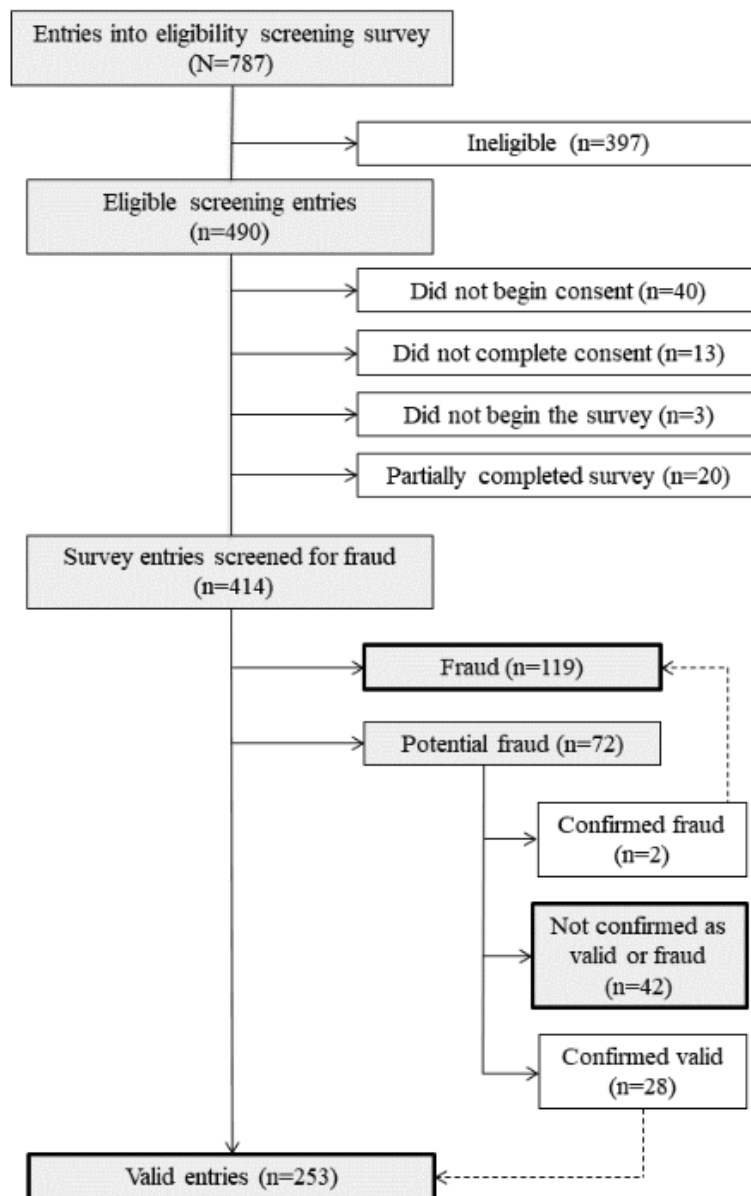 Entries into eligibility screening survey
(N=787)
Ineligible (n=397)
Eligible screening entries
(n=490)
Did not begin consent (n=40)
Did not complete consent (n=13)
Did not begin the survey (n=3)
Partially completed survey (n=20)
Survey entries screened for fraud
(n=414)
Fraud (n=119)
Potential fraud (n=72)
Confirmed fraud
(n=2)
Not confirmed as
valid or fraud
(n=42)
Confirmed valid
(n=28)
Valid entries (n=253)